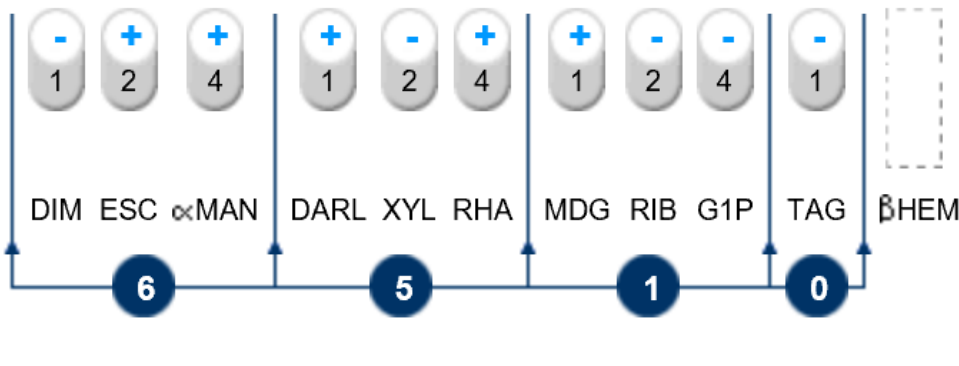 - + + + - + + - - -
1 2 4 1 2 4 1 2 4 1
DIM ESC ∝MAN DARL XYL RHA MDG RIB G1P TAG βHEM
6 5 1 0